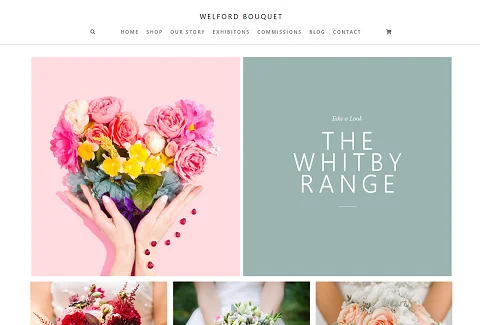 WELFORD BOUQUET
HOME SHOP OUR STORY EXHIBITONS COMMISSIONS BLOG CONTACT
Take a Look
THE
WHITBY
RANGE